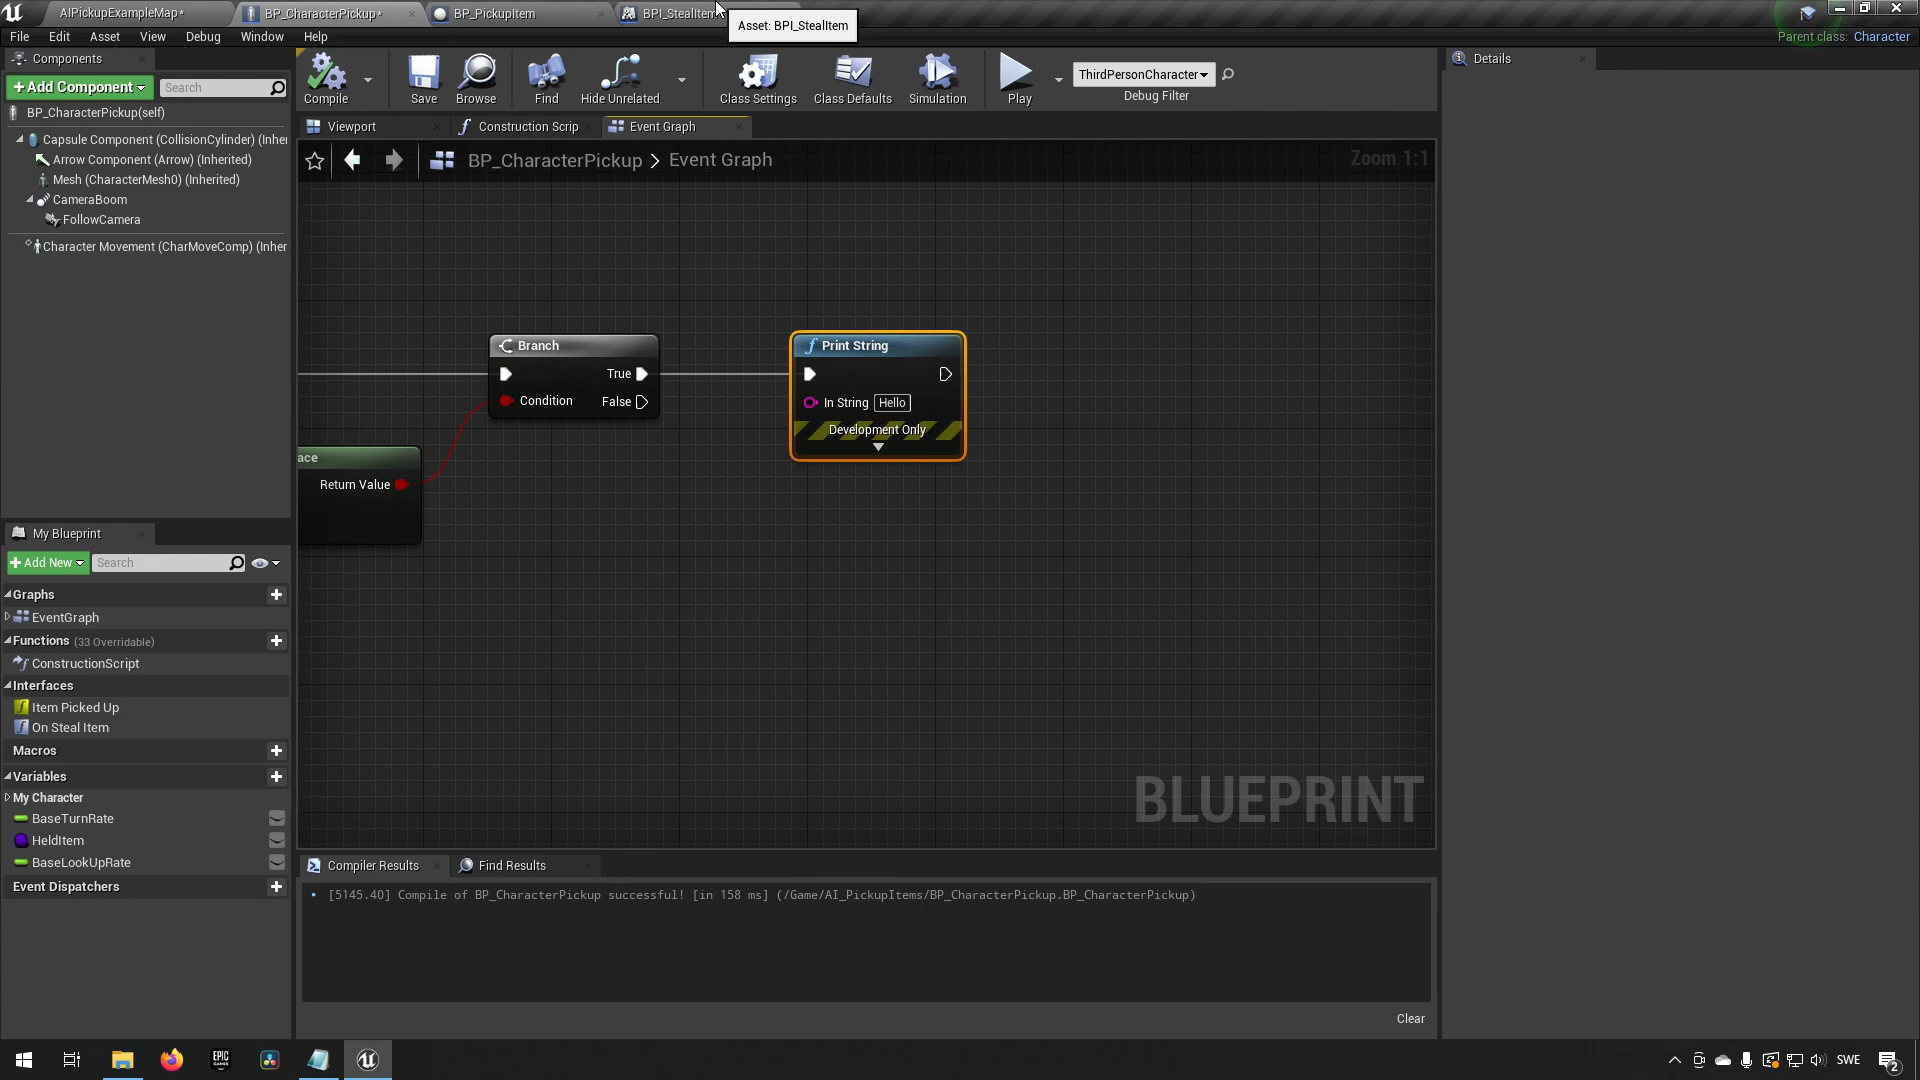 AIPickupExampleMap*
BP_CharacterPickup*
BP_PickupItem
BPI_StealItem
Asset: BPI_StealItem
File
Edit
Asset
View
Debug
Window
Help
Parent class: Character
Components
Add Component
Search
BP_CharacterPickup(self)
Capsule Component (CollisionCylinder) (Inher
Arrow Component (Arrow) (Inherited)
Mesh (CharacterMesh0) (Inherited)
CameraBoom
FollowCamera
Character Movement (CharMoveComp) (Inher
Compile
Save
Browse
Find
Hide Unrelated
Class Settings
Class Defaults
Simulation
Play
ThirdPersonCharacter
Debug Filter
Details
Viewport
Construction Scrip
Event Graph
BP_CharacterPickup > Event Graph
Zoom 1:1
Branch
True
Condition
False
ace
Return Value
Print String
In String Hello
Development Only
BLUEPRINT
My Blueprint
Add New
Search
Graphs
EventGraph
Functions (33 Overridable)
ConstructionScript
Interfaces
Item Picked Up
On Steal Item
Macros
Variables
My Character
BaseTurnRate
HeldItem
BaseLookUpRate
Event Dispatchers
Compiler Results
Find Results
[5145.40] Compile of BP_CharacterPickup successful! [in 158 ms] (/Game/AI_PickupItems/BP_CharacterPickup.BP_CharacterPickup)
Clear
EPIC GAMES
SWE
2